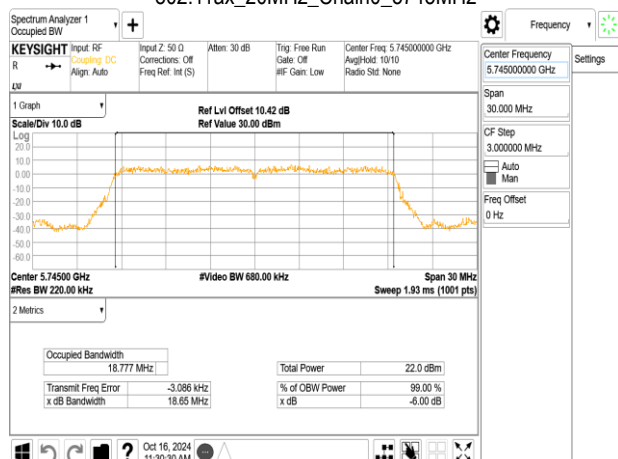 802.11ax_20MHz_Chain0_5745MHz
Spectrum Analyzer 1
Occupied BW
Frequency
KEYSIGHT
R
LXI
Input: RF
Coupling: DC
Align: Auto
Input Z: 50 Ω
Corrections: Off
Freq Ref: Int (S)
Atten: 30 dB
Trig: Free Run
Gate: Off
#IF Gain: Low
Center Freq: 5.745000000 GHz
Avg|Hold: 10/10
Radio Std: None
Center Frequency
5.745000000 GHz
Settings
Span
30.000 MHz
CF Step
3.000000 MHz
Auto
Man
Freq Offset
0 Hz
1 Graph
Scale/Div 10.0 dB
Ref Lvl Offset 10.42 dB
Ref Value 30.00 dBm
Log
20.0
10.0
0.00
-10.0
-20.0
-30.0
-40.0
-50.0
-60.0
Center 5.74500 GHz
#Res BW 220.00 kHz
#Video BW 680.00 kHz
Span 30 MHz
Sweep 1.93 ms (1001 pts)
2 Metrics
Occupied Bandwidth
18.777 MHz
Transmit Freq Error -3.086 kHz
x dB Bandwidth 18.65 MHz
Total Power 22.0 dBm
% of OBW Power 99.00 %
x dB -6.00 dB
Oct 16, 2024
11:30:30 AM